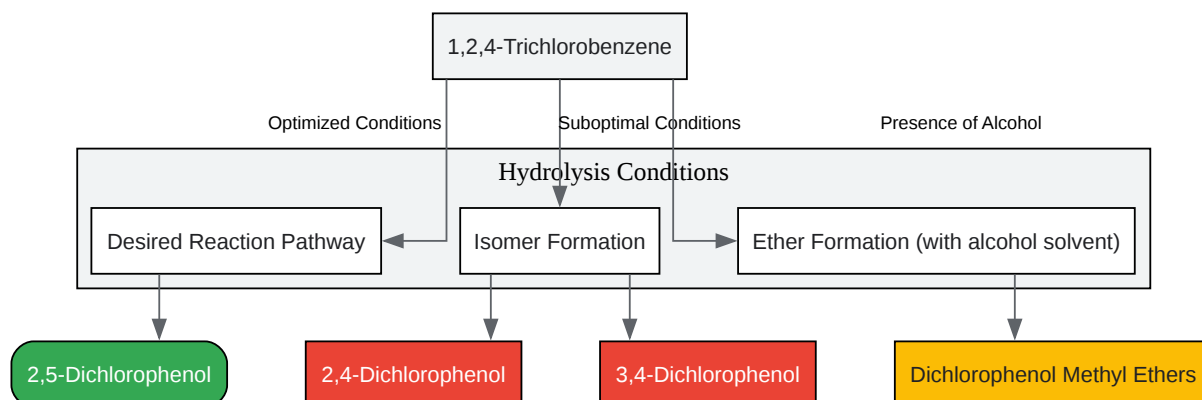 1,2,4-Trichlorobenzene
Optimized Conditions
Suboptimal Conditions
Presence of Alcohol
Hydrolysis Conditions
Desired Reaction Pathway
Isomer Formation
Ether Formation (with alcohol solvent)
2,5-Dichlorophenol
2,4-Dichlorophenol
3,4-Dichlorophenol
Dichlorophenol Methyl Ethers